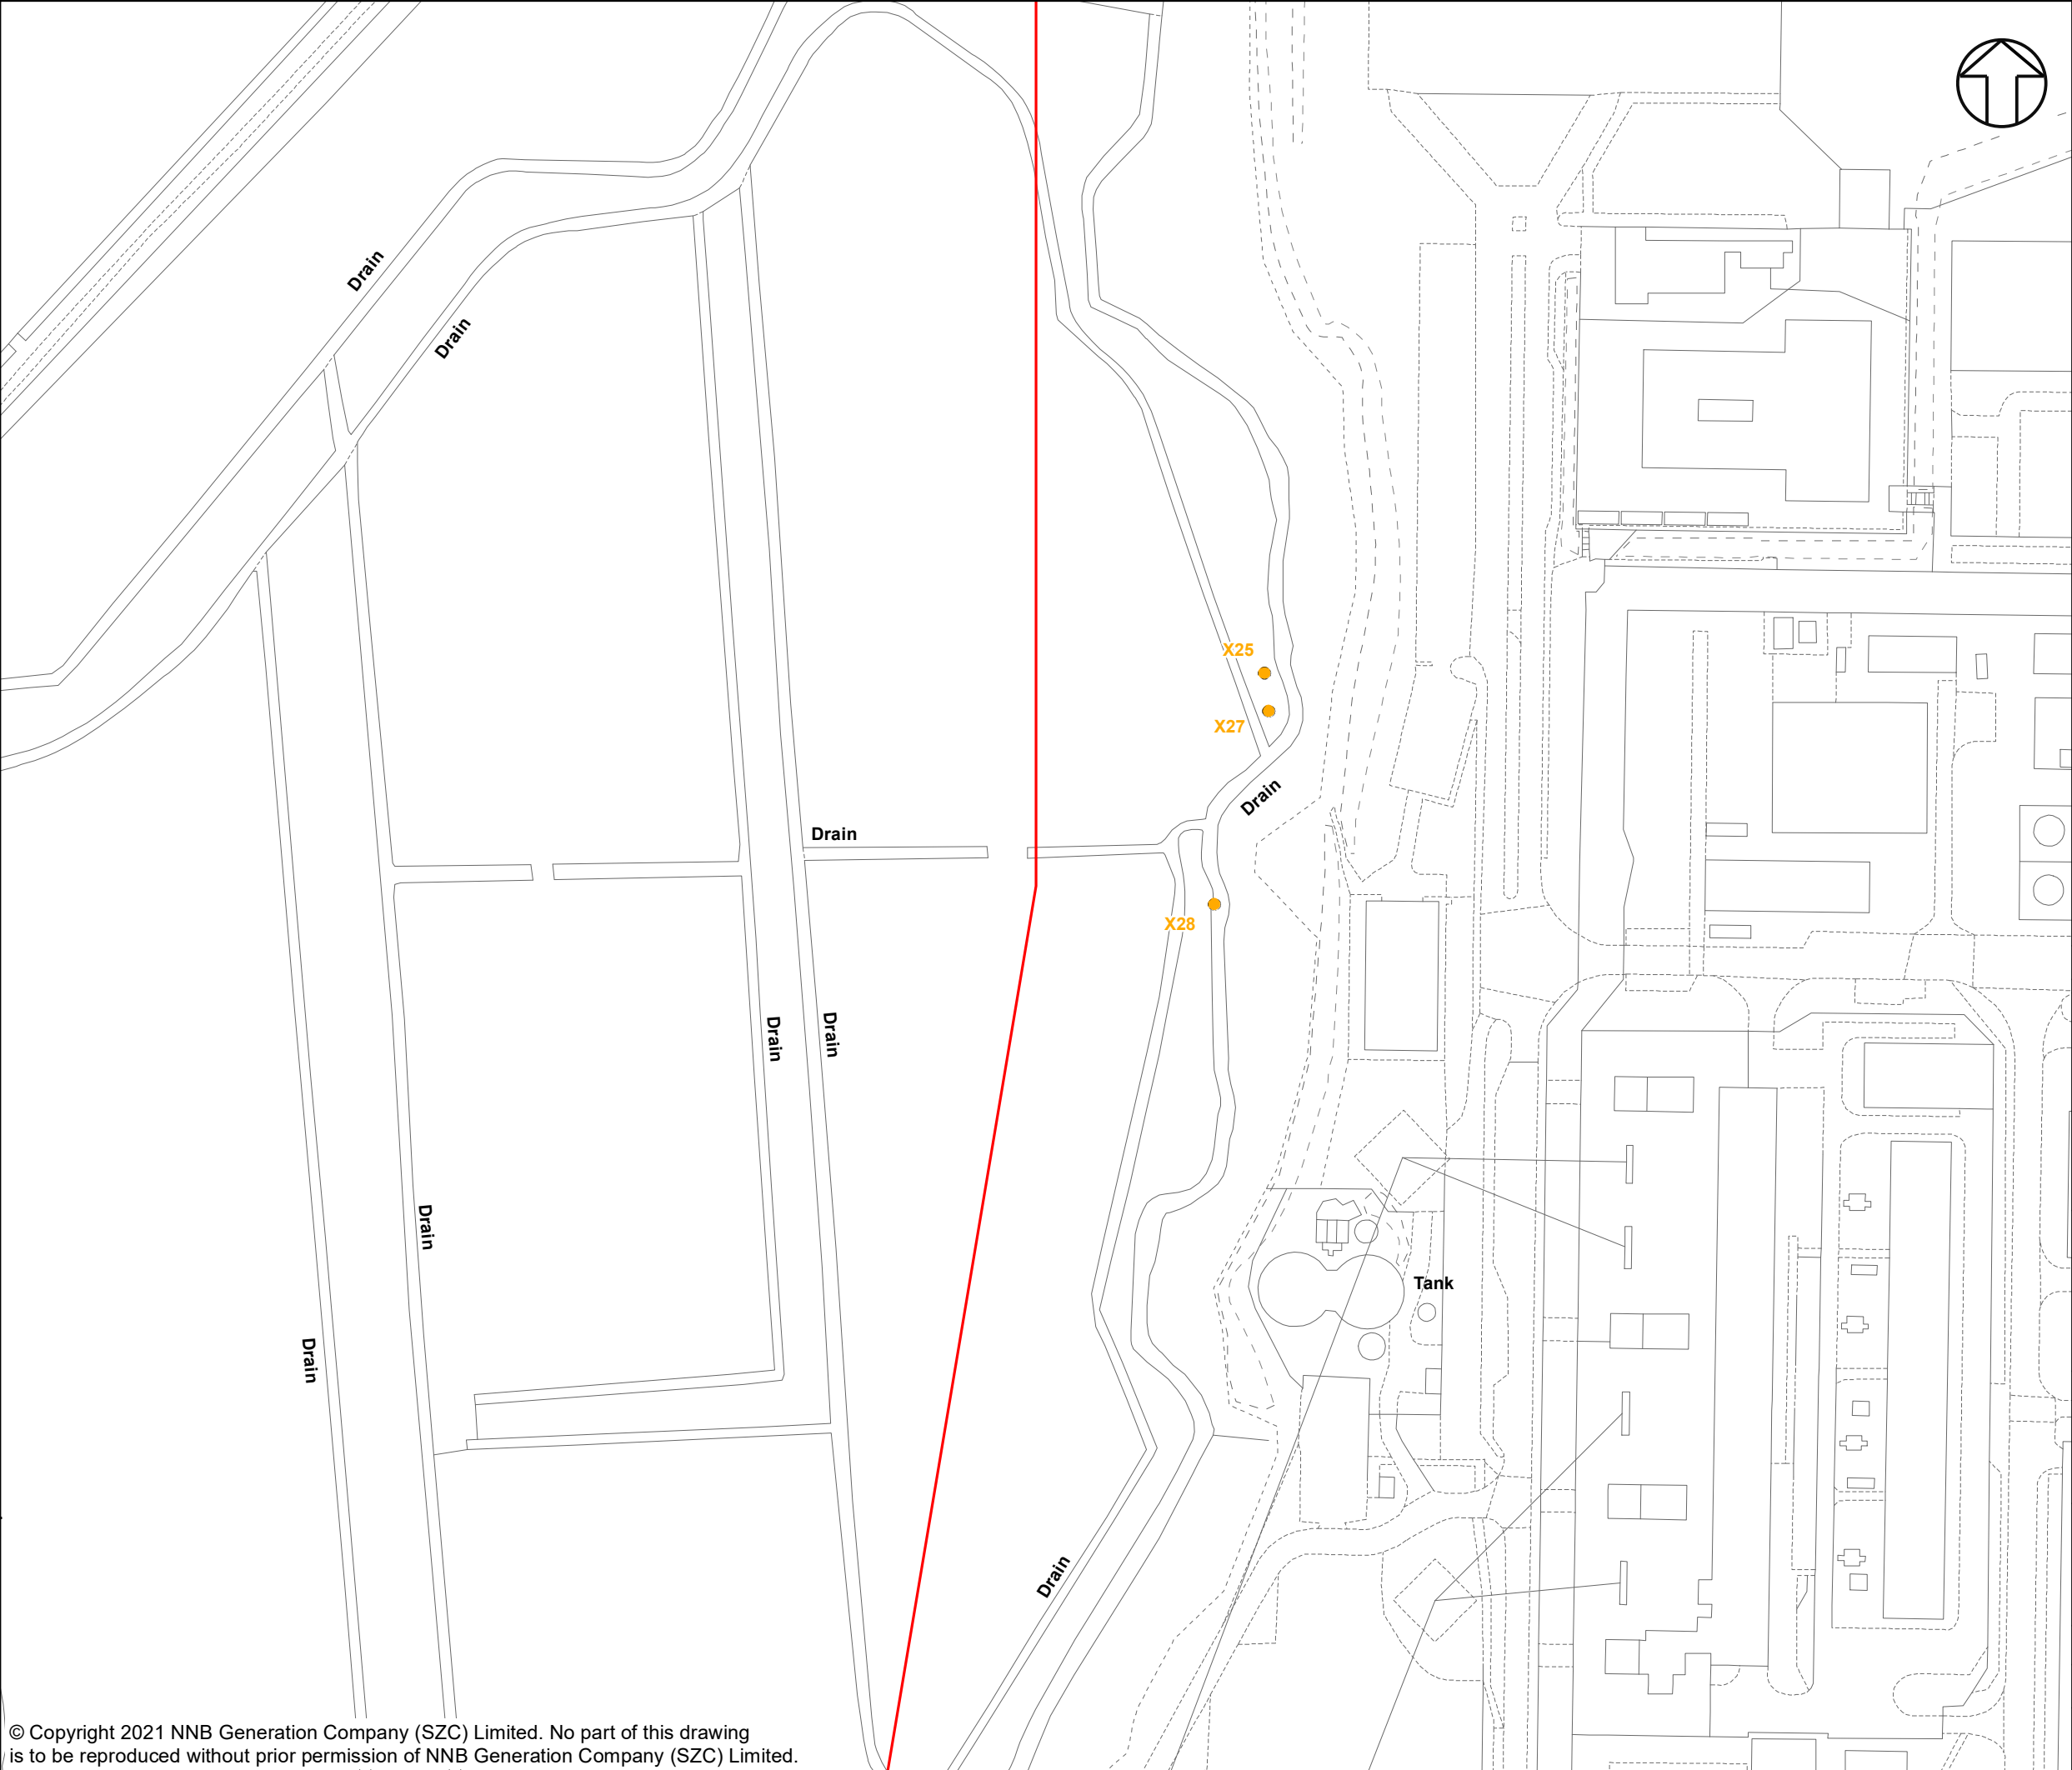 Drain
Drain
X25
X27
Drain
Drain
X28
Drain
Drain
Drain
Tank
Drain
Drain
© Copyright 2021 NNB Generation Company (SZC) Limited. No part of this drawing
is to be reproduced without prior permission of NNB Generation Company (SZC) Limited.